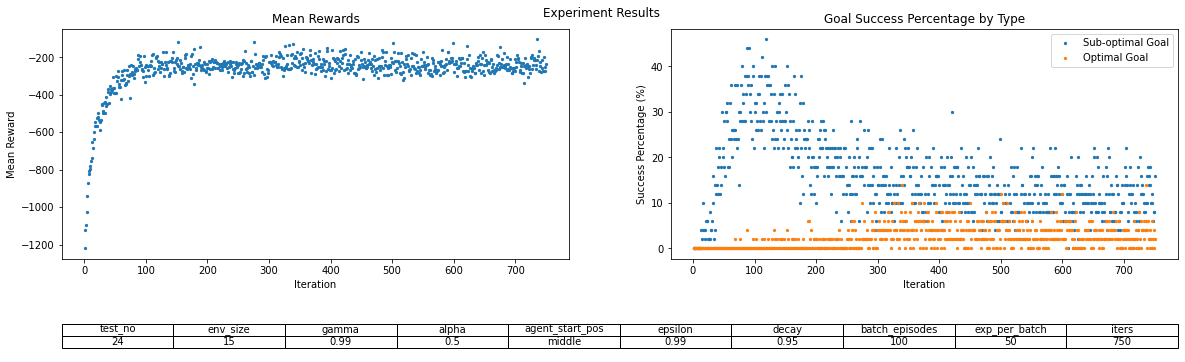 Experiment Results
Mean Rewards
Mean Reward
−200
−400
−600
−800
−1000
−1200
0 100 200 300 400 500 600 700
Iteration
Goal Success Percentage by Type
Sub-optimal Goal
Optimal Goal
Success Percentage (%)
40
30
20
10
0
0 100 200 300 400 500 600 700
Iteration
test_no env_size gamma alpha agent_start_pos epsilon decay batch_episodes exp_per_batch iters
24 15 0.99 0.5 middle 0.99 0.95 100 50 750